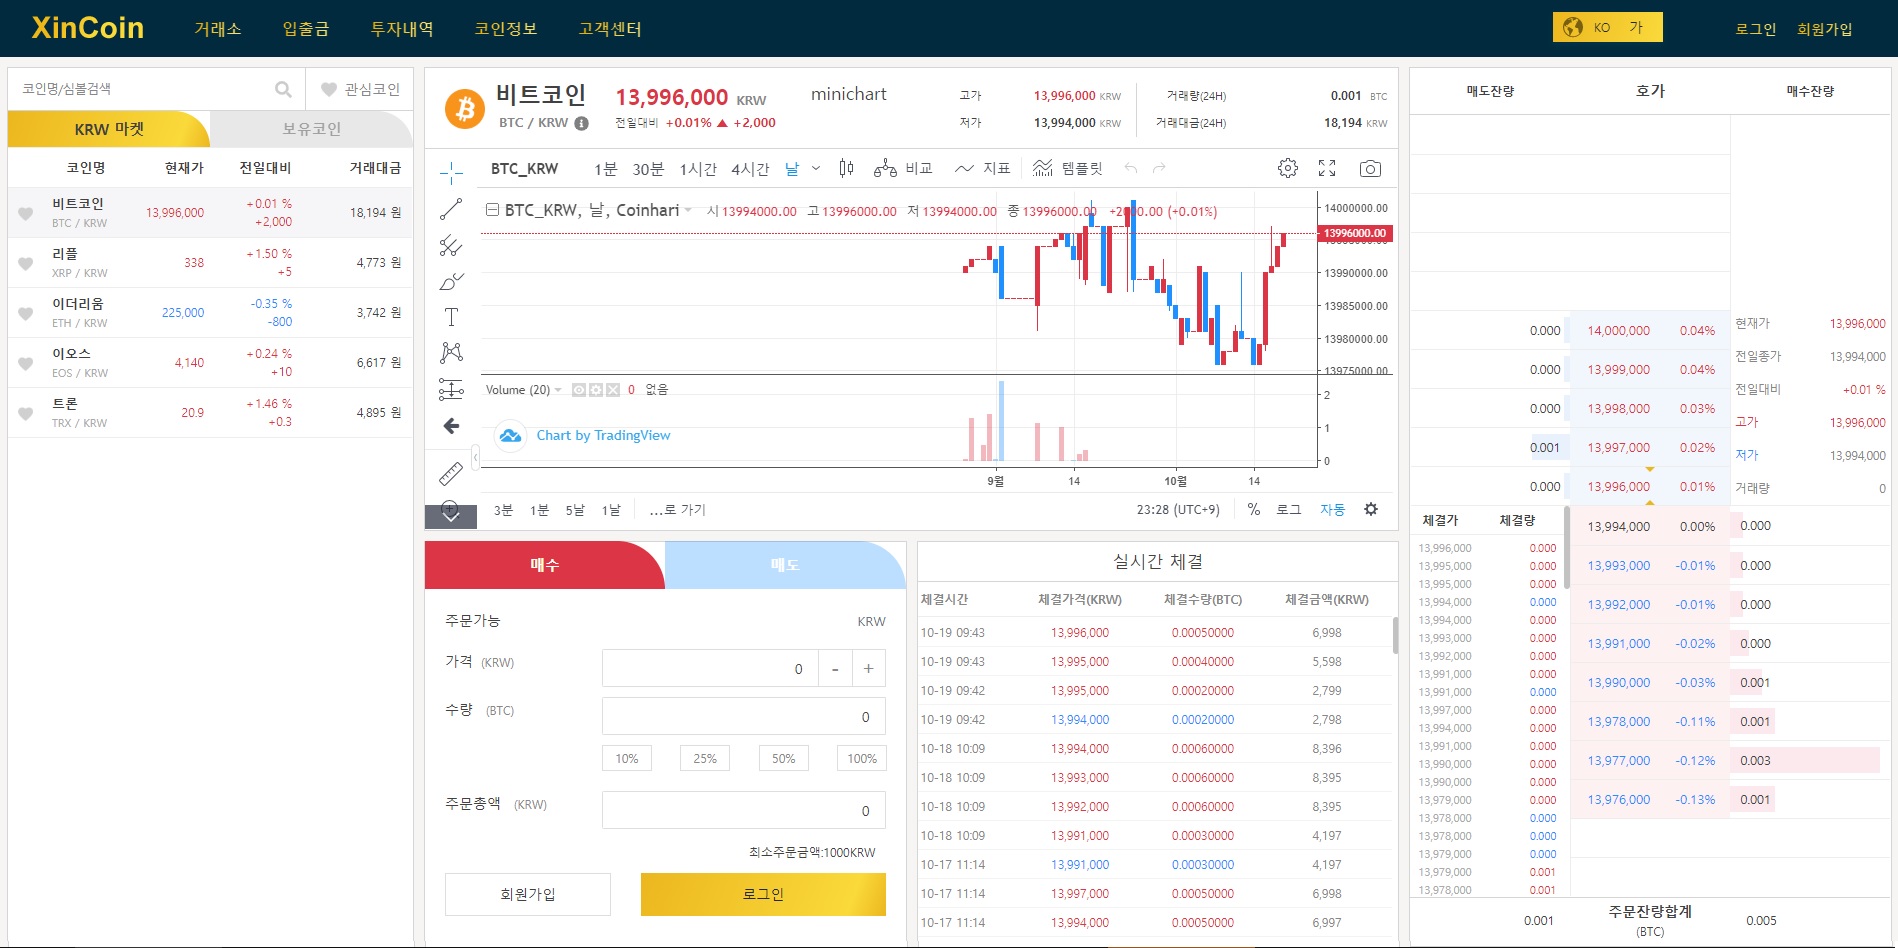 XinCoin 거래소 입출금 투자내역 코인정보 고객센터 KO 가 로그인 회원가입
코인명/심볼검색 관심코인
KRW 마켓 보유코인
코인명 현재가 전일대비 거래대금
비트코인 13,996,000 +0.01 % 18,194 원
BTC / KRW +2,000
리플 338 +1.50 % 4,773 원
XRP / KRW +5
이더리움 225,000 -0.35 % 3,742 원
ETH / KRW -800
이오스 4,140 +0.24 % 6,617 원
EOS / KRW +10
트론 20.9 +1.46 % 4,895 원
TRX / KRW +0.3
비트코인 13,996,000 KRW minichart 고가 13,996,000 KRW 거래량(24H) 0.001 BTC
BTC / KRW 전일대비 +0.01% ▲ +2,000 저가 13,994,000 KRW 거래대금(24H) 18,194 KRW
BTC_KRW 1분 30분 1시간 4시간 날 비교 지표 템플릿
BTC_KRW, 날, Coinhari 시 13994000.00 고 13996000.00 저 13994000.00 종 13996000.00 +2000.00 (+0.01%)
14000000.00
13996000.00
13990000.00
13985000.00
13980000.00
13975000.00
Volume (20) 0 없음
2
1
0
Chart by TradingView
9월 14 10월 14
3분 1분 5날 1날 ...로 가기 23:28 (UTC+9) % 로그 자동
매수 매도
주문가능 KRW
가격 (KRW) 0 - +
수량 (BTC) 0
10% 25% 50% 100%
주문총액 (KRW) 0
최소주문금액:1000KRW
회원가입 로그인
실시간 체결
체결시간 체결가격(KRW) 체결수량(BTC) 체결금액(KRW)
10-19 09:43 13,996,000 0.00050000 6,998
10-19 09:43 13,995,000 0.00040000 5,598
10-19 09:42 13,995,000 0.00020000 2,799
10-19 09:42 13,994,000 0.00020000 2,798
10-18 10:09 13,994,000 0.00060000 8,396
10-18 10:09 13,993,000 0.00060000 8,395
10-18 10:09 13,992,000 0.00060000 8,395
10-18 10:09 13,991,000 0.00030000 4,197
10-17 11:14 13,991,000 0.00030000 4,197
10-17 11:14 13,997,000 0.00050000 6,998
10-17 11:14 13,994,000 0.00050000 6,997
매도잔량 호가 매수잔량
0.000 14,000,000 0.04%
0.000 13,999,000 0.04%
0.000 13,998,000 0.03%
0.001 13,997,000 0.02%
0.000 13,996,000 0.01%
현재가 13,996,000
전일종가 13,994,000
전일대비 +0.01 %
고가 13,996,000
저가 13,994,000
거래량 0
체결가 체결량
13,996,000 0.000
13,995,000 0.000
13,995,000 0.000
13,994,000 0.000
13,994,000 0.000
13,993,000 0.000
13,992,000 0.000
13,991,000 0.000
13,991,000 0.000
13,997,000 0.000
13,994,000 0.000
13,991,000 0.000
13,990,000 0.000
13,990,000 0.000
13,979,000 0.000
13,978,000 0.000
13,978,000 0.000
13,979,000 0.000
13,979,000 0.001
13,978,000 0.001
13,994,000 0.00% 0.000
13,993,000 -0.01% 0.000
13,992,000 -0.01% 0.000
13,991,000 -0.02% 0.000
13,990,000 -0.03% 0.001
13,978,000 -0.11% 0.001
13,977,000 -0.12% 0.003
13,976,000 -0.13% 0.001
0.001 주문잔량합계 0.005
(BTC)